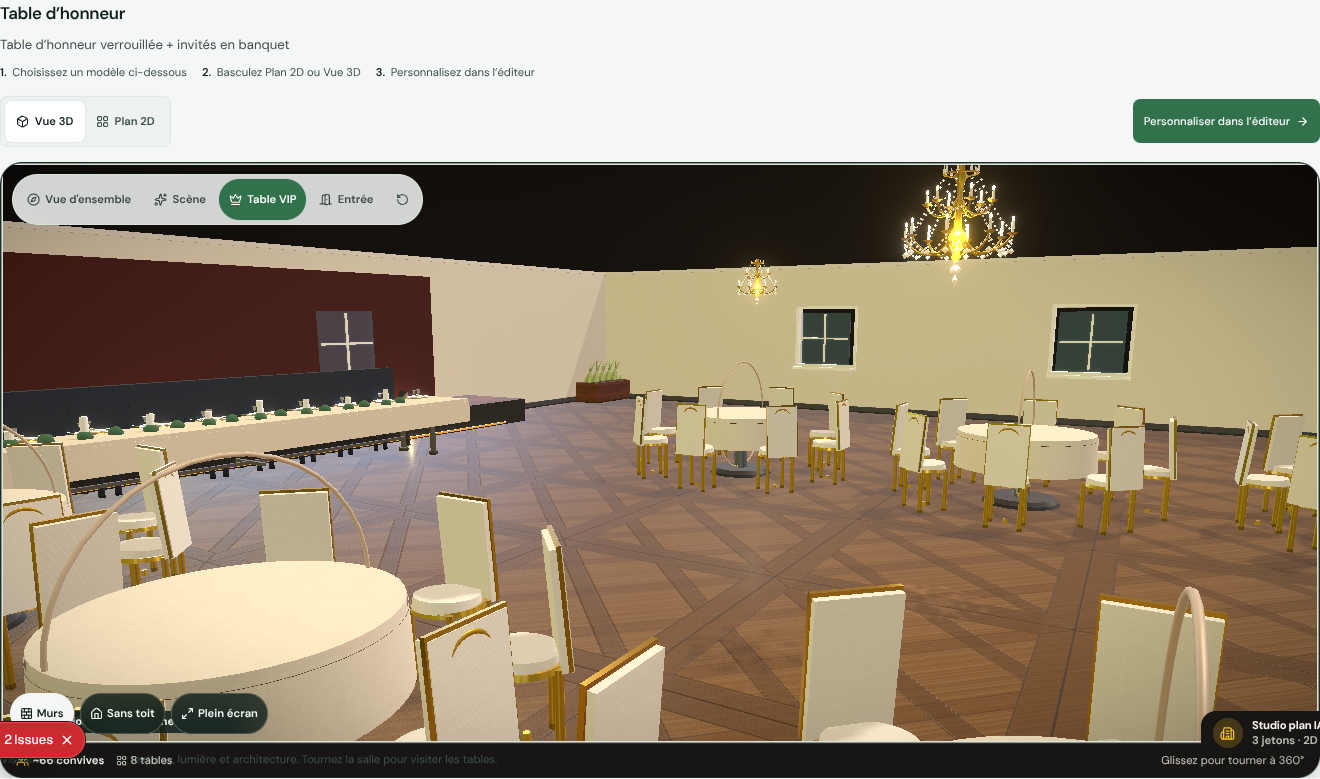 Table d’honneur
Table d’honneur verrouillée + invités en banquet
1. Choisissez un modèle ci-dessous 2. Basculez Plan 2D ou Vue 3D 3. Personnalisez dans l’éditeur
Vue 3D Plan 2D
Personnaliser dans l’éditeur →
Vue d'ensemble Scène Table VIP Entrée
Murs Sans toit Plein écran
2 Issues
Studio plan IA
3 jetons · 2D
~66 convives 8 tables lumière et architecture. Tournez la salle pour visiter les tables.
Glissez pour tourner à 360°